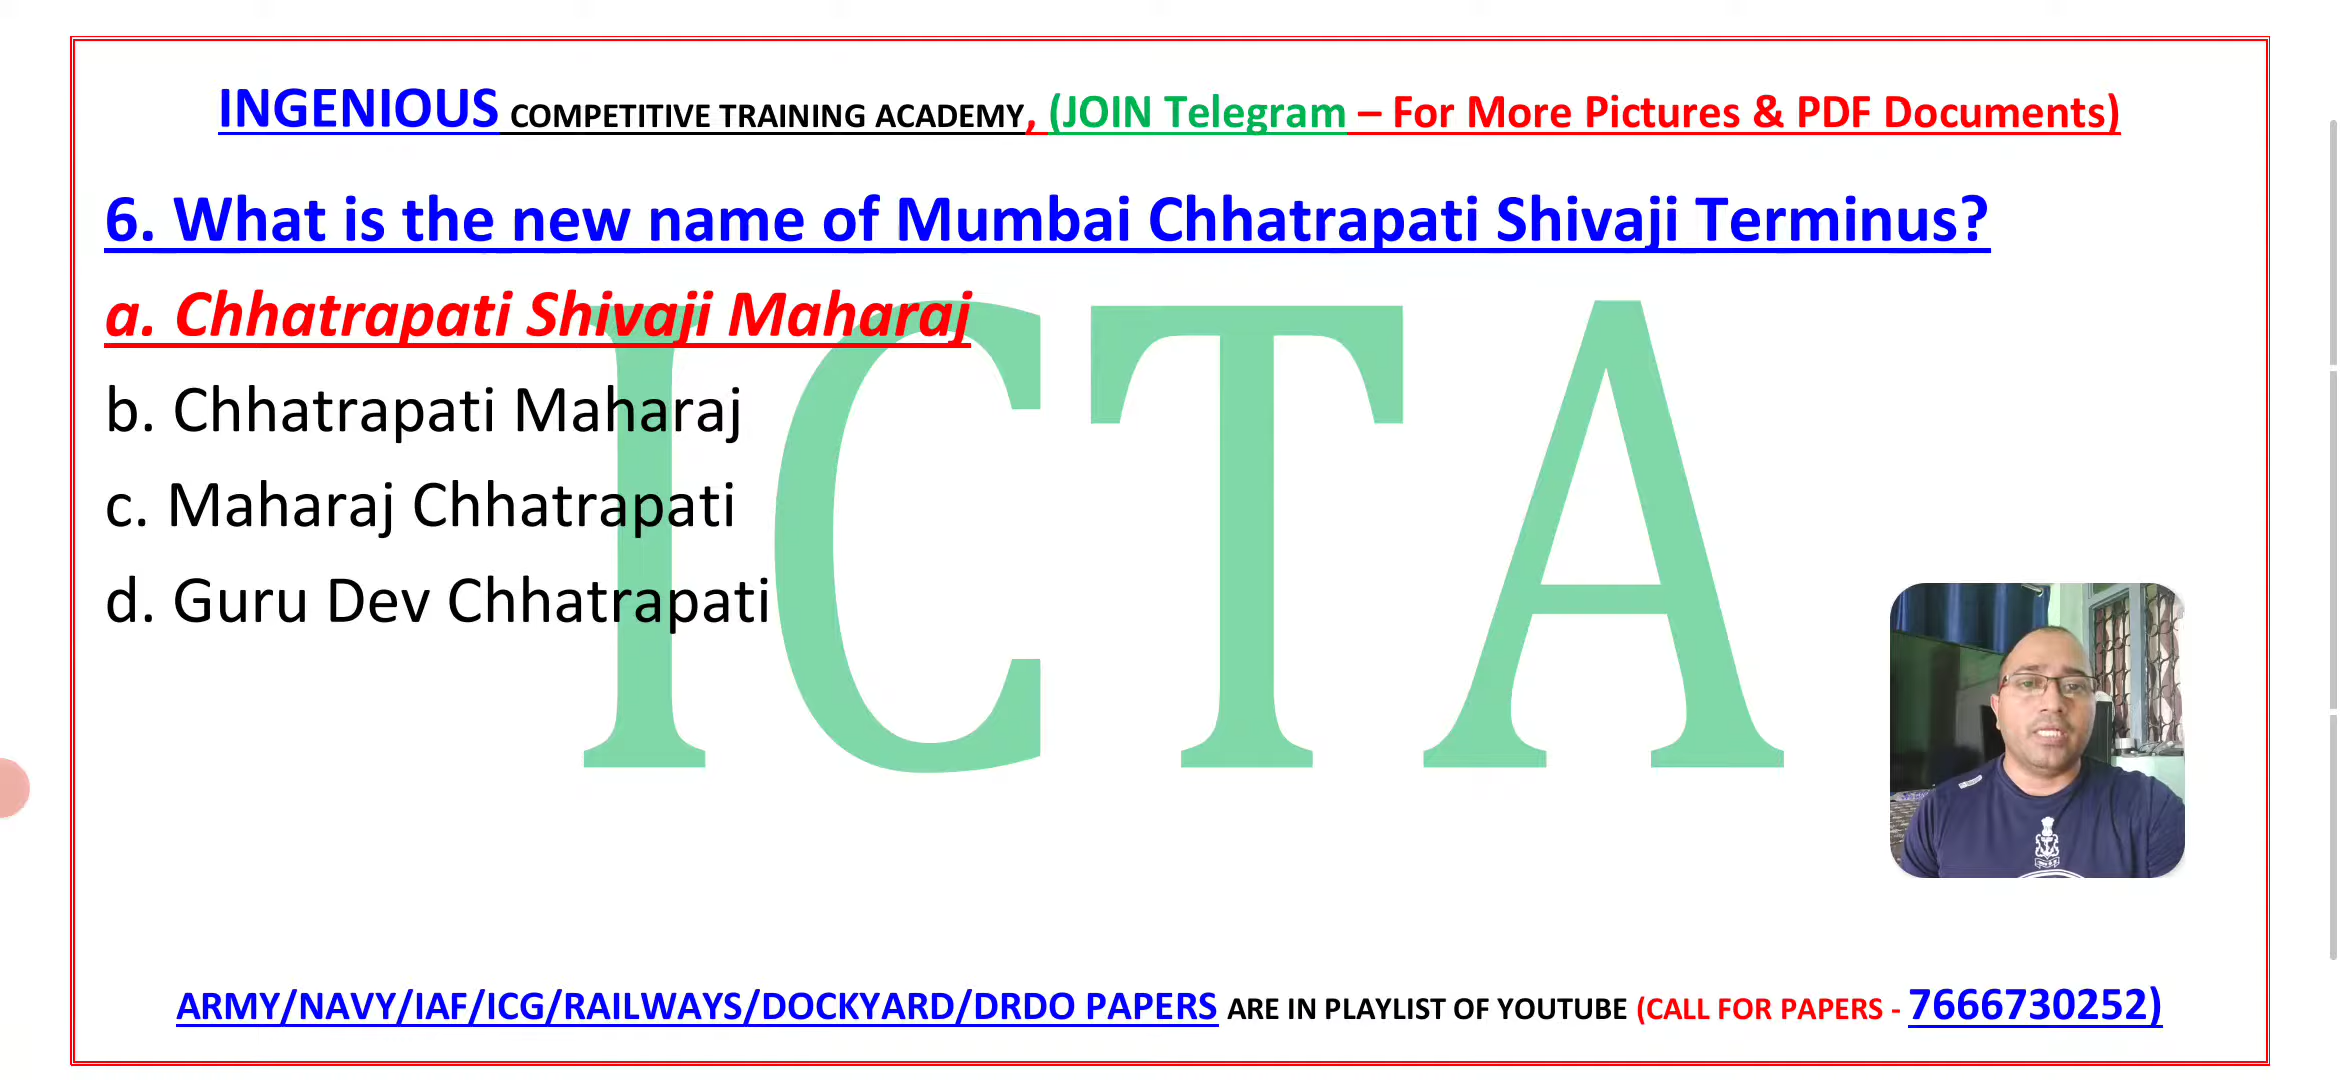 INGENIOUS COMPETITIVE TRAINING ACADEMY, (JOIN Telegram – For More Pictures & PDF Documents)
6. What is the new name of Mumbai Chhatrapati Shivaji Terminus?
a. Chhatrapati Shivaji Maharaj
b. Chhatrapati Maharaj
c. Maharaj Chhatrapati
d. Guru Dev Chhatrapati
ICTA
ARMY/NAVY/IAF/ICG/RAILWAYS/DOCKYARD/DRDO PAPERS ARE IN PLAYLIST OF YOUTUBE (CALL FOR PAPERS - 7666730252)